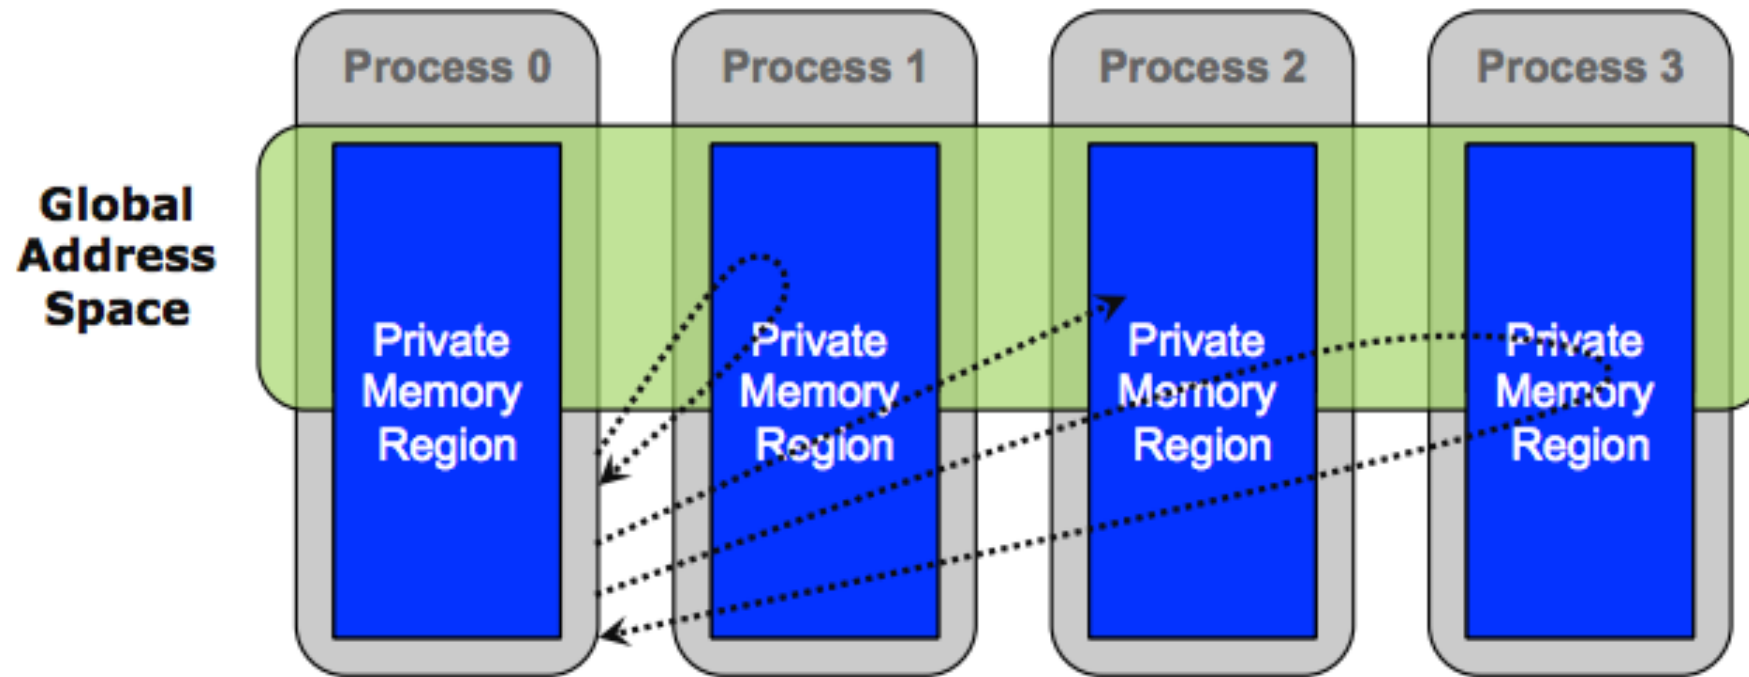 Process 0
Process 1
Process 2
Process 3
Global
Address
Space
Private
Memory
Region
Private
Memory
Region
Private
Memory
Region
Private
Memory
Region